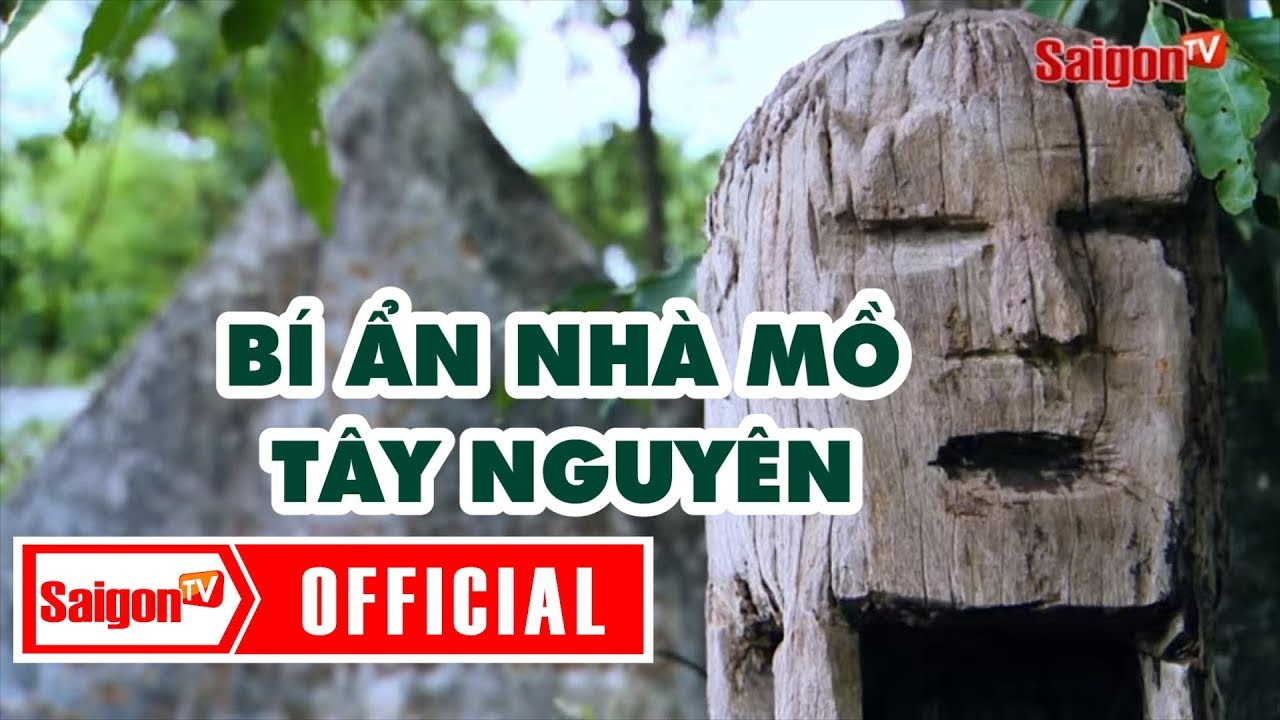 SaigonTV
BÍ ẨN NHÀ MỒ
TÂY NGUYÊN
SaigonTV OFFICIAL